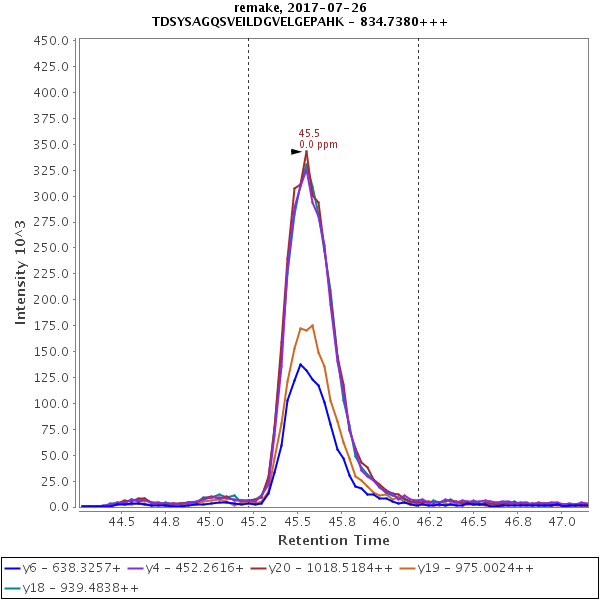 remake, 2017-07-26
TDSYSAGQSVEILDGVELGEPAHK - 834.7380+++
450.0
425.0
400.0
375.0
350.0
325.0
300.0
275.0
250.0
225.0
200.0
175.0
150.0
125.0
100.0
75.0
50.0
25.0
0.0
Intensity 10^3
45.5
0.0 ppm
44.5 44.8 45.0 45.2 45.5 45.8 46.0 46.2 46.5 46.8 47.0
Retention Time
y6 - 638.3257+ y4 - 452.2616+ y20 - 1018.5184++ y19 - 975.0024++
y18 - 939.4838++